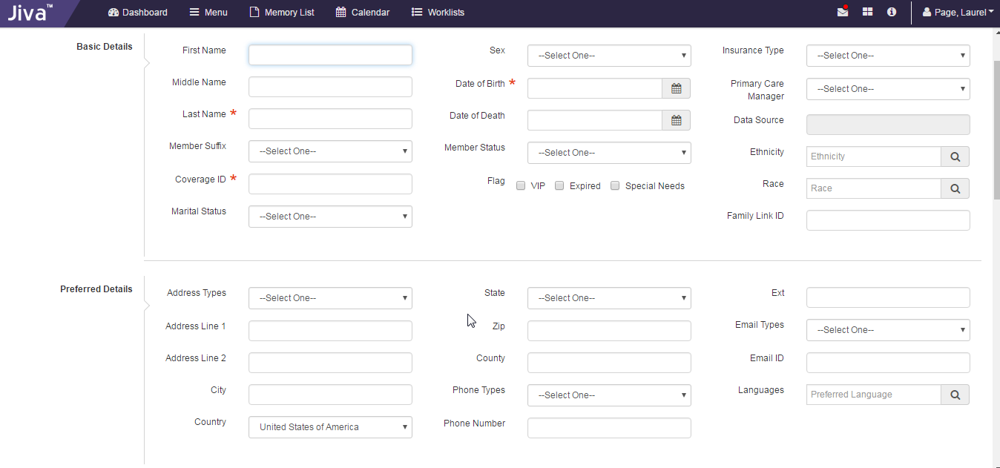 Jiva™ Dashboard Menu Memory List Calendar Worklists Page, Laurel
Basic Details
First Name
Middle Name
Last Name *
Member Suffix --Select One--
Coverage ID *
Marital Status --Select One--
Sex --Select One--
Date of Birth *
Date of Death
Member Status --Select One--
Flag VIP Expired Special Needs
Insurance Type --Select One--
Primary Care
Manager --Select One--
Data Source
Ethnicity Ethnicity
Race Race
Family Link ID
Preferred Details
Address Types --Select One--
Address Line 1
Address Line 2
City
Country United States of America
State --Select One--
Zip
County
Phone Types --Select One--
Phone Number
Ext
Email Types --Select One--
Email ID
Languages Preferred Language